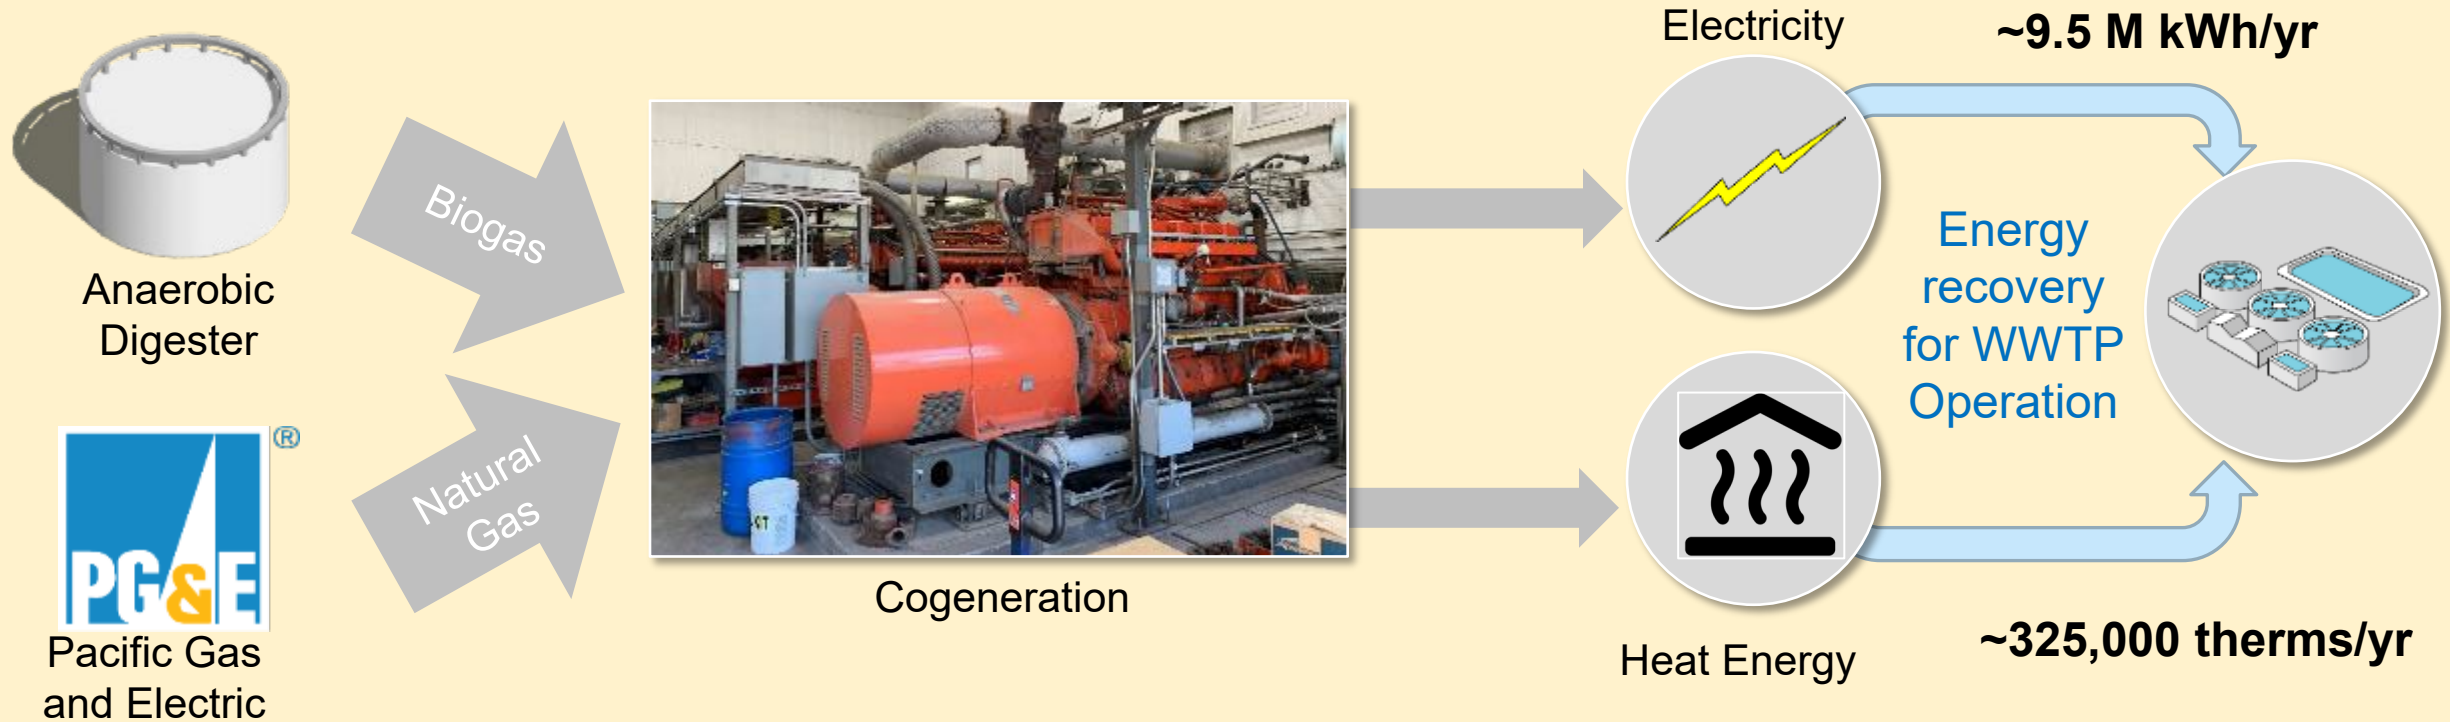 Electricity
~9.5 M kWh/yr
Biogas
Anaerobic
Digester
Energy
recovery
for WWTP
Operation
Natural
Gas
®
PG&E
Pacific Gas
and Electric
Cogeneration
Heat Energy
~325,000 therms/yr